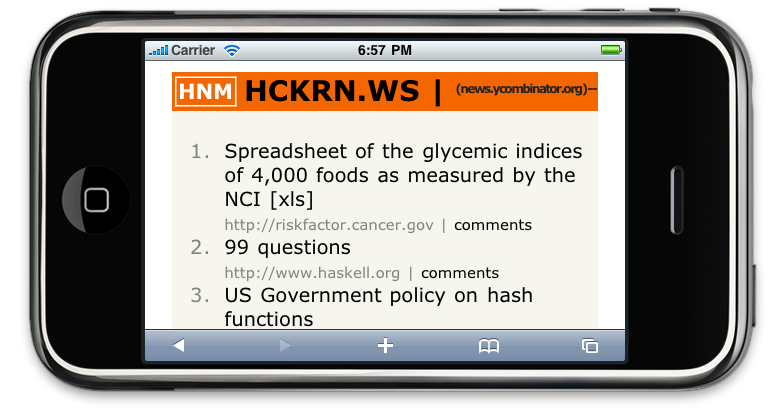 Carrier 6:57 PM
HNM HCKRN.WS | (news.ycombinator.org)--
1. Spreadsheet of the glycemic indices
of 4,000 foods as measured by the
NCI [xls]
http://riskfactor.cancer.gov | comments
2. 99 questions
http://www.haskell.org | comments
3. US Government policy on hash
functions